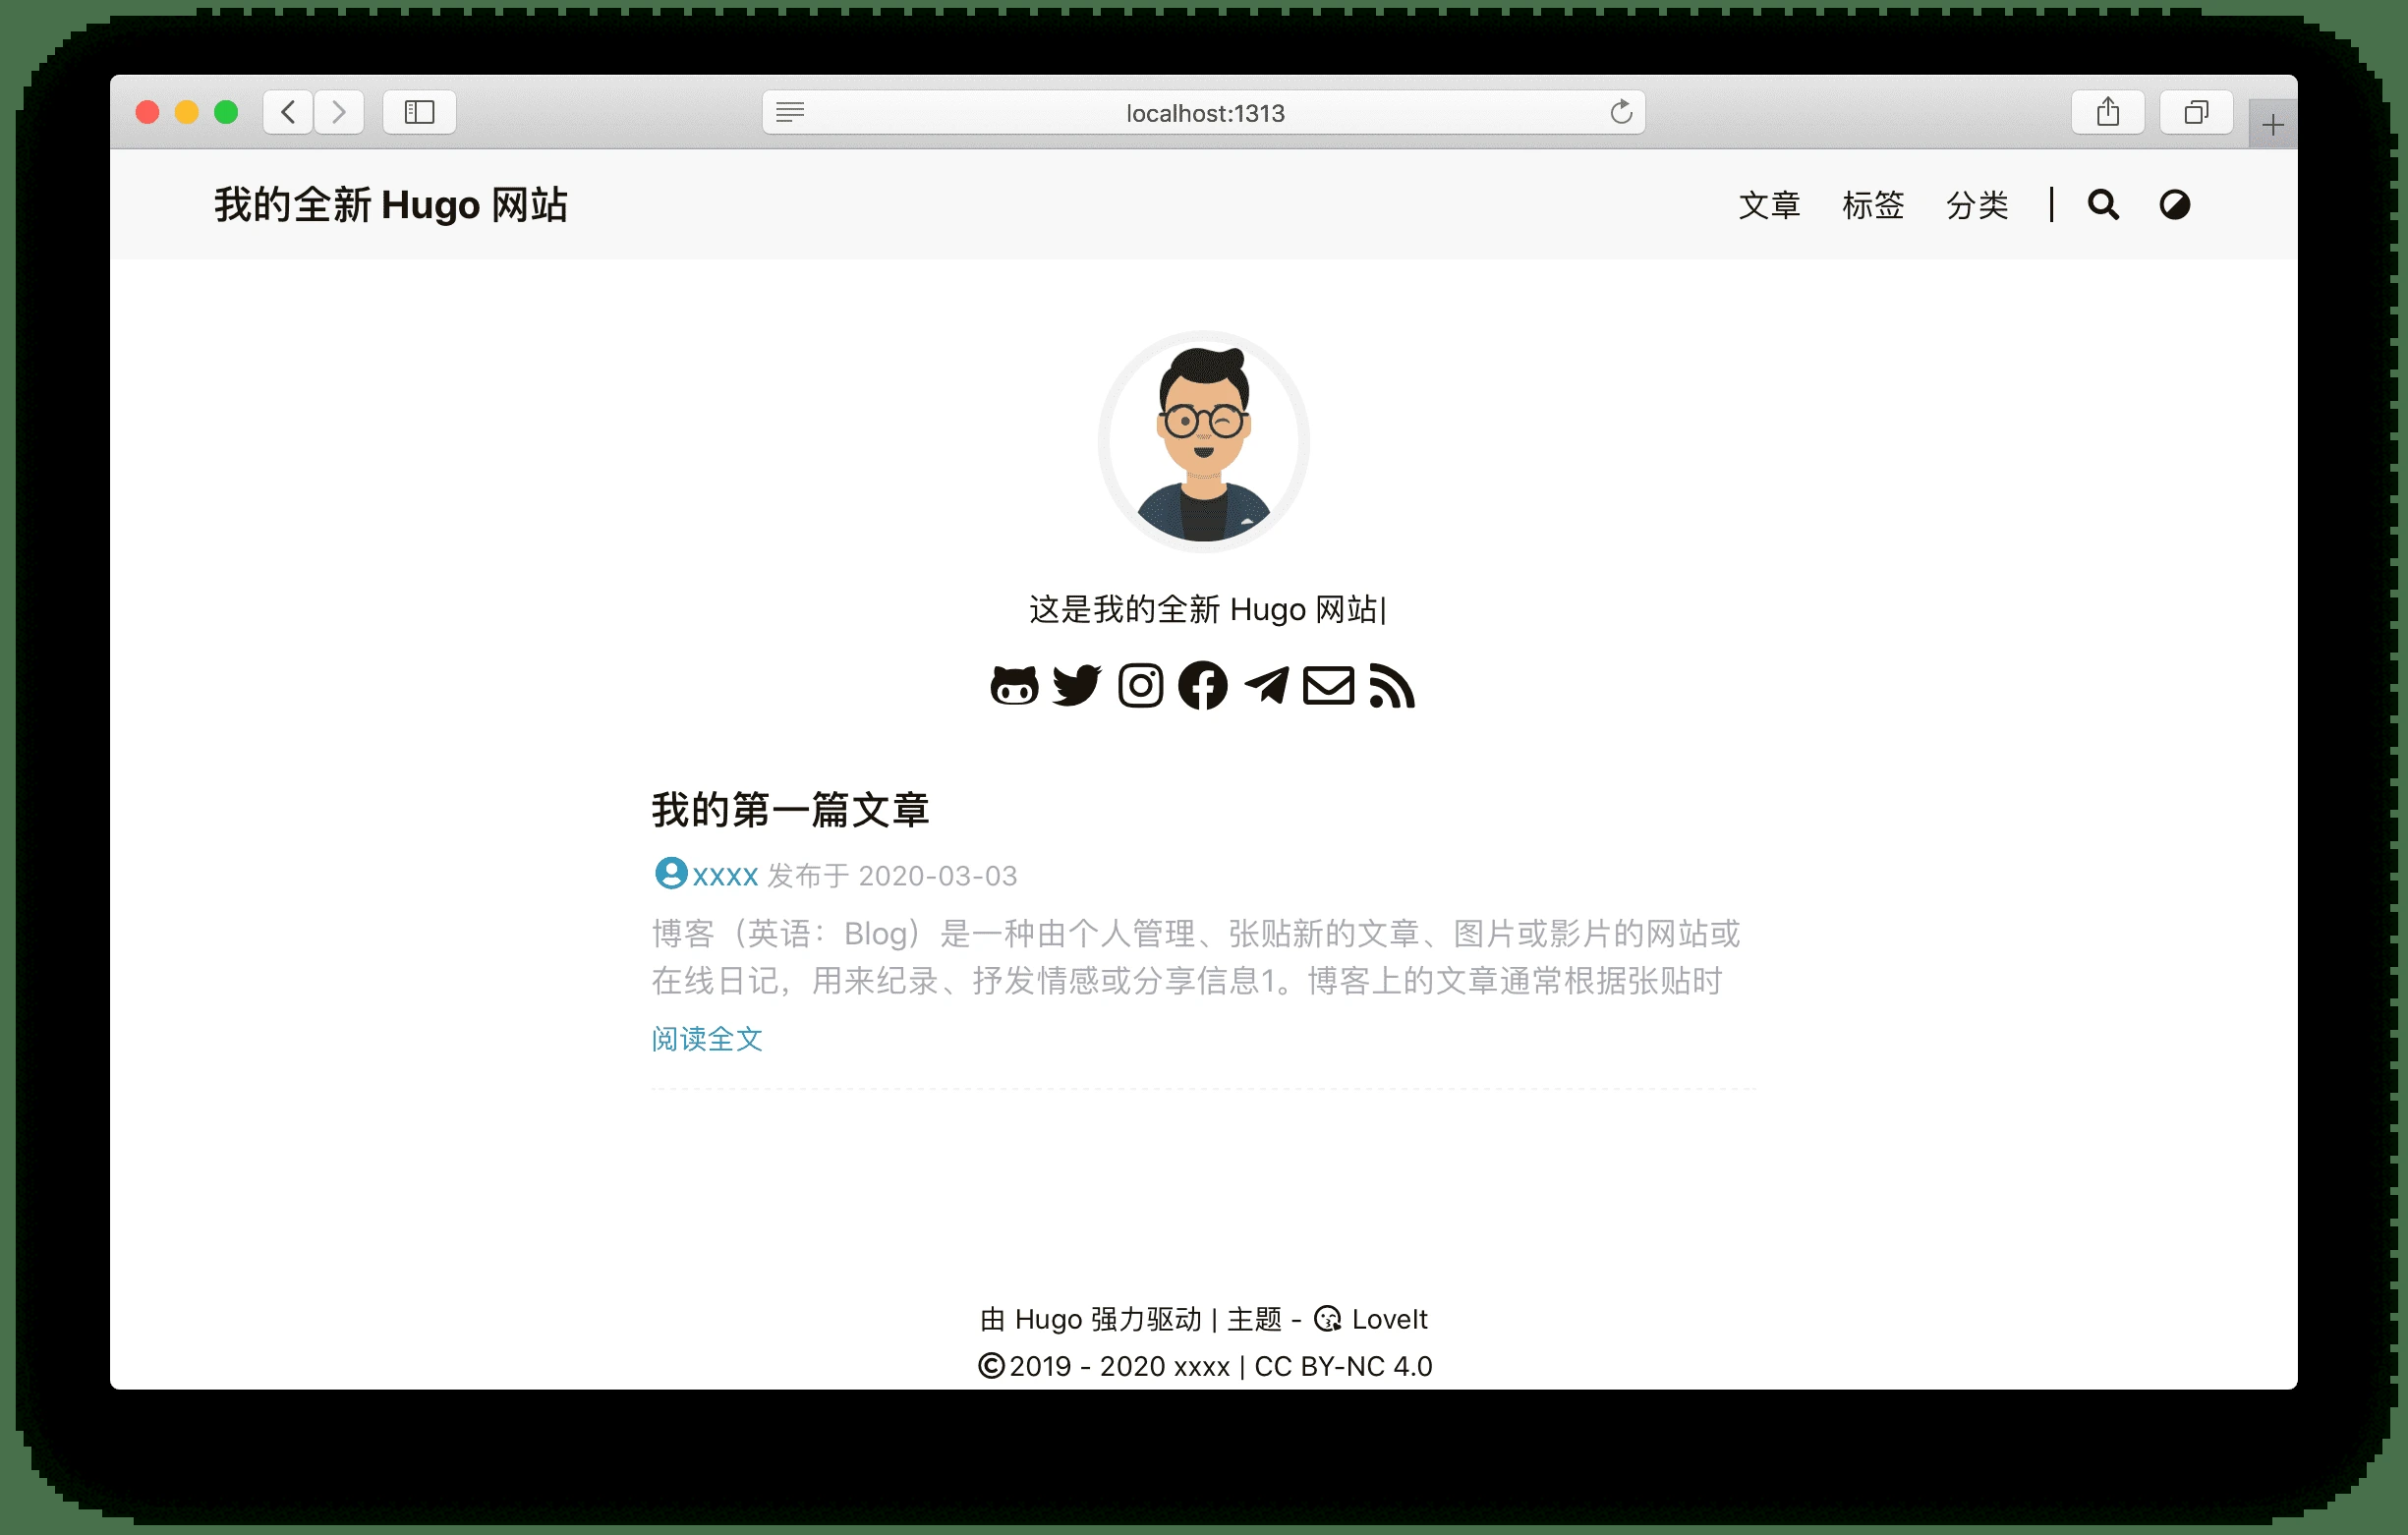 localhost:1313
我的全新 Hugo 网站
文章 标签 分类 |
这是我的全新 Hugo 网站|
我的第一篇文章
xxxx 发布于 2020-03-03
博客（英语：Blog）是一种由个人管理、张贴新的文章、图片或影片的网站或
在线日记，用来纪录、抒发情感或分享信息1。博客上的文章通常根据张贴时
阅读全文
由 Hugo 强力驱动 | 主题 - LoveIt
©2019 - 2020 xxxx | CC BY-NC 4.0